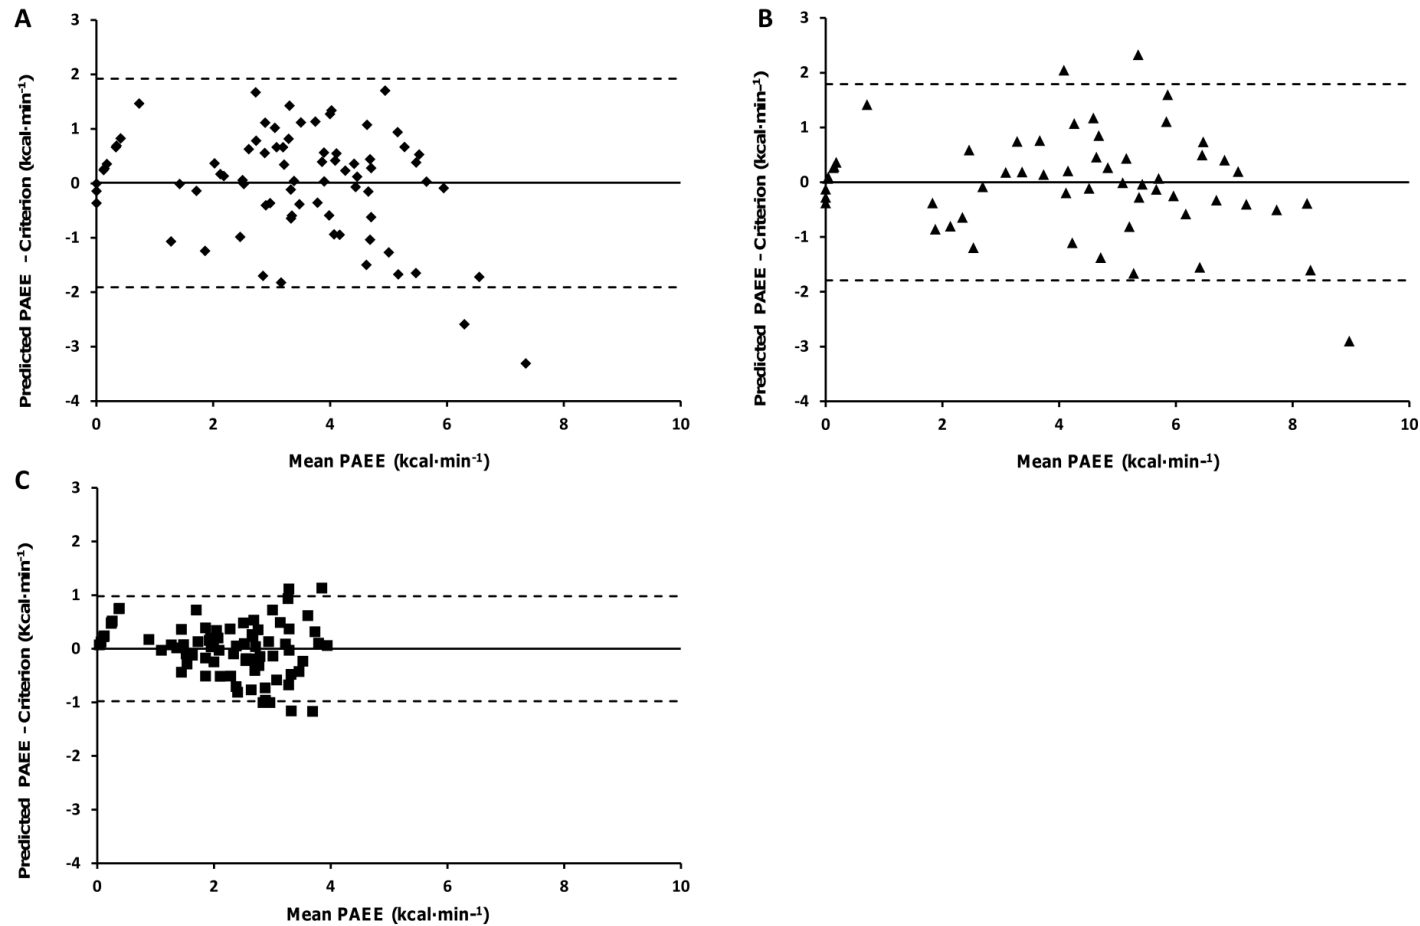 A
3
2
1
0
-1
-2
-3
-4
0 2 4 6 8 10
Predicted PAEE – Criterion (kcal·min⁻¹)
Mean PAEE (kcal·min⁻¹)
B
3
2
1
0
-1
-2
-3
-4
0 2 4 6 8 10
Predicted PAEE – Criterion (kcal·min⁻¹)
Mean PAEE (kcal·min⁻¹)
C
3
2
1
0
-1
-2
-3
-4
0 2 4 6 8 10
Predicted PAEE – Criterion (Kcal·min⁻¹)
Mean PAEE (kcal·min⁻¹)